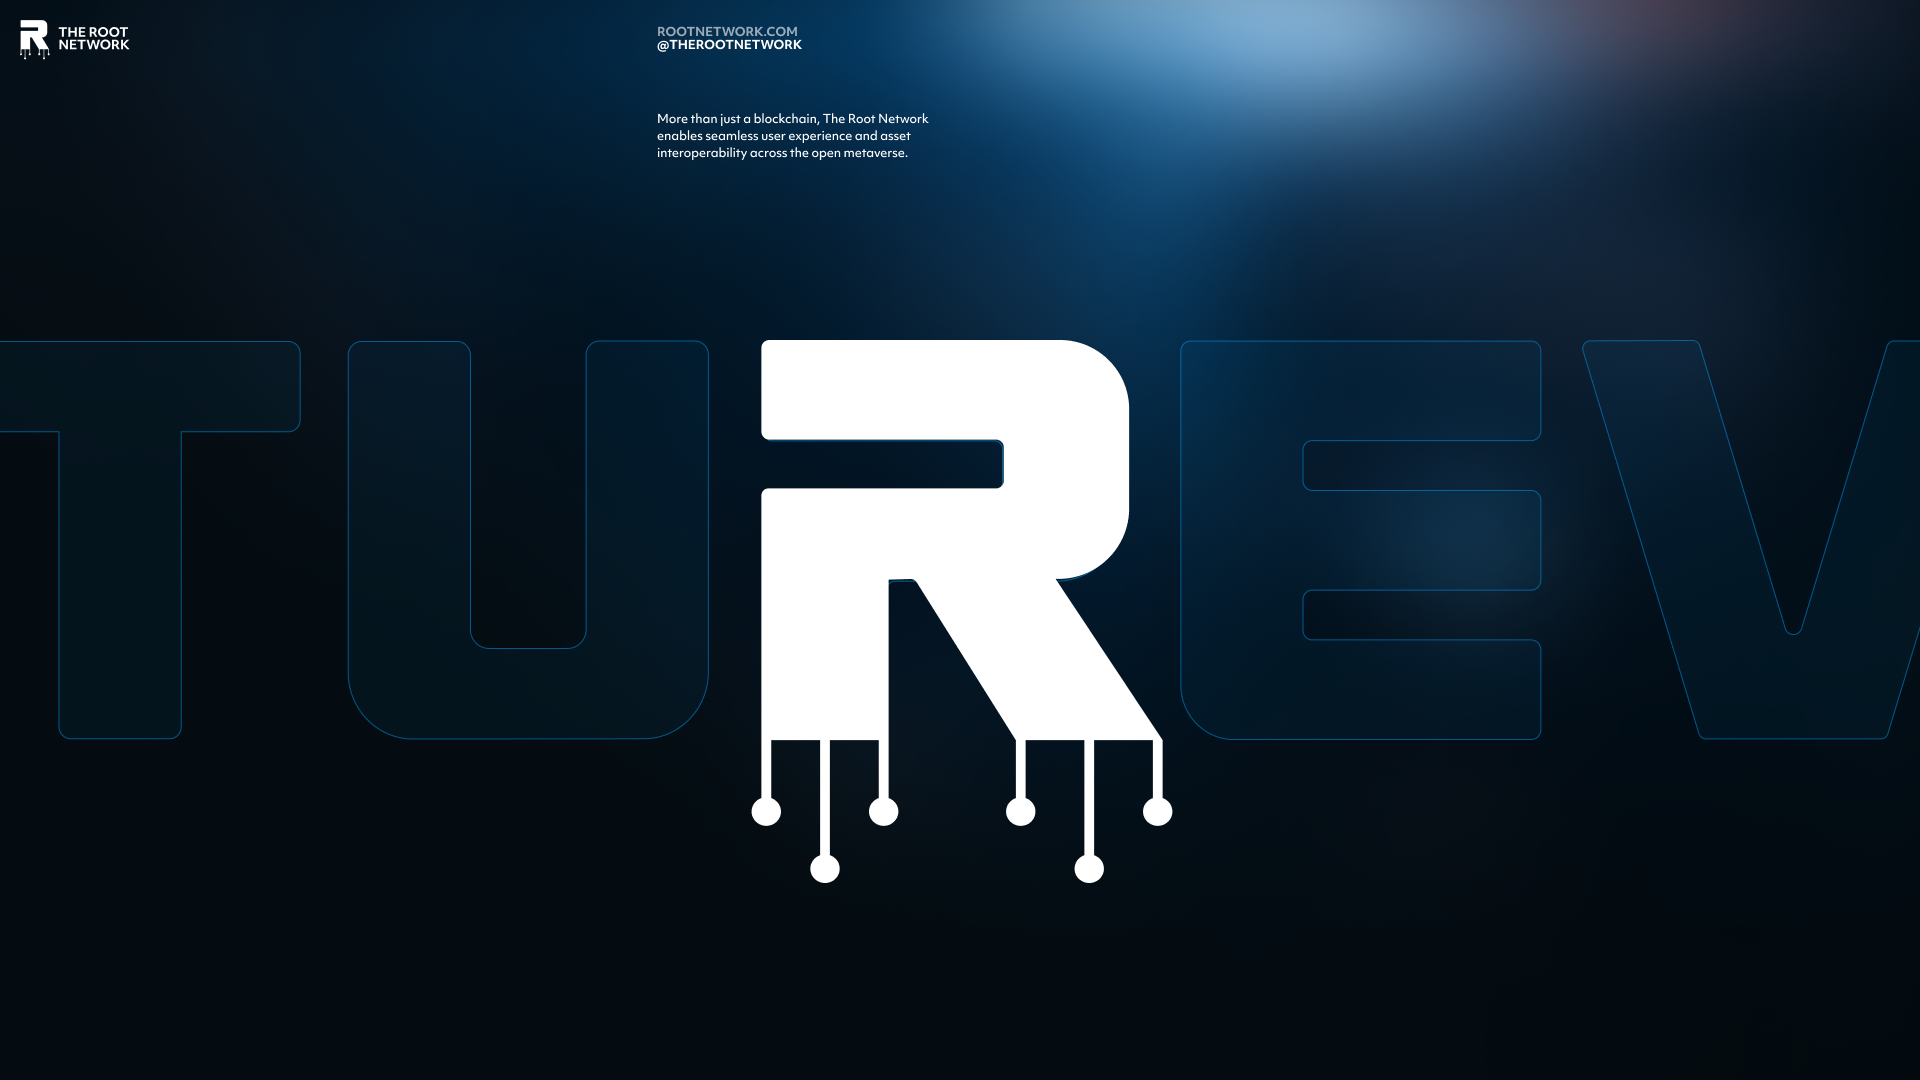 THE ROOT
NETWORK
ROOTNETWORK.COM
@THEROOTNETWORK
More than just a blockchain, The Root Network
enables seamless user experience and asset
interoperability across the open metaverse.
TUREV